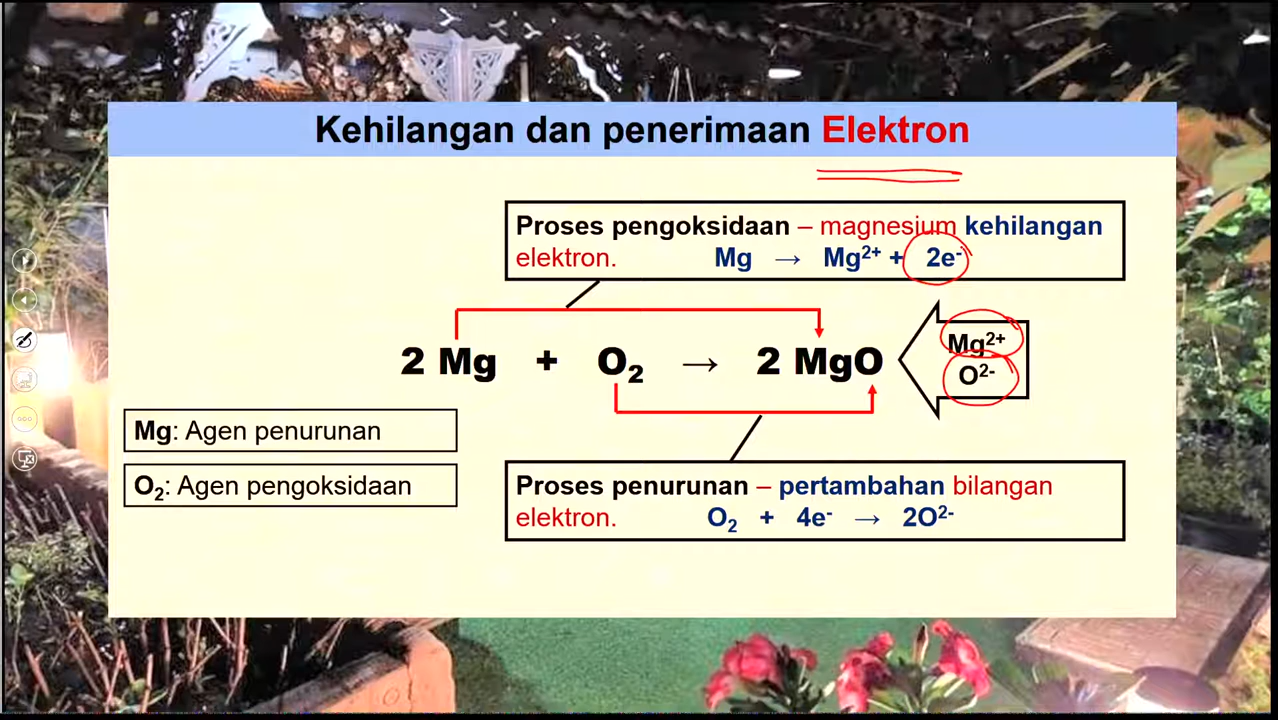 Kehilangan dan penerimaan Elektron
Proses pengoksidaan – magnesium kehilangan
elektron. Mg → Mg²⁺ + 2e⁻
2 Mg + O₂ → 2 MgO
Mg²⁺
O²⁻
Mg: Agen penurunan
O₂: Agen pengoksidaan
Proses penurunan – pertambahan bilangan
elektron. O₂ + 4e⁻ → 2O²⁻